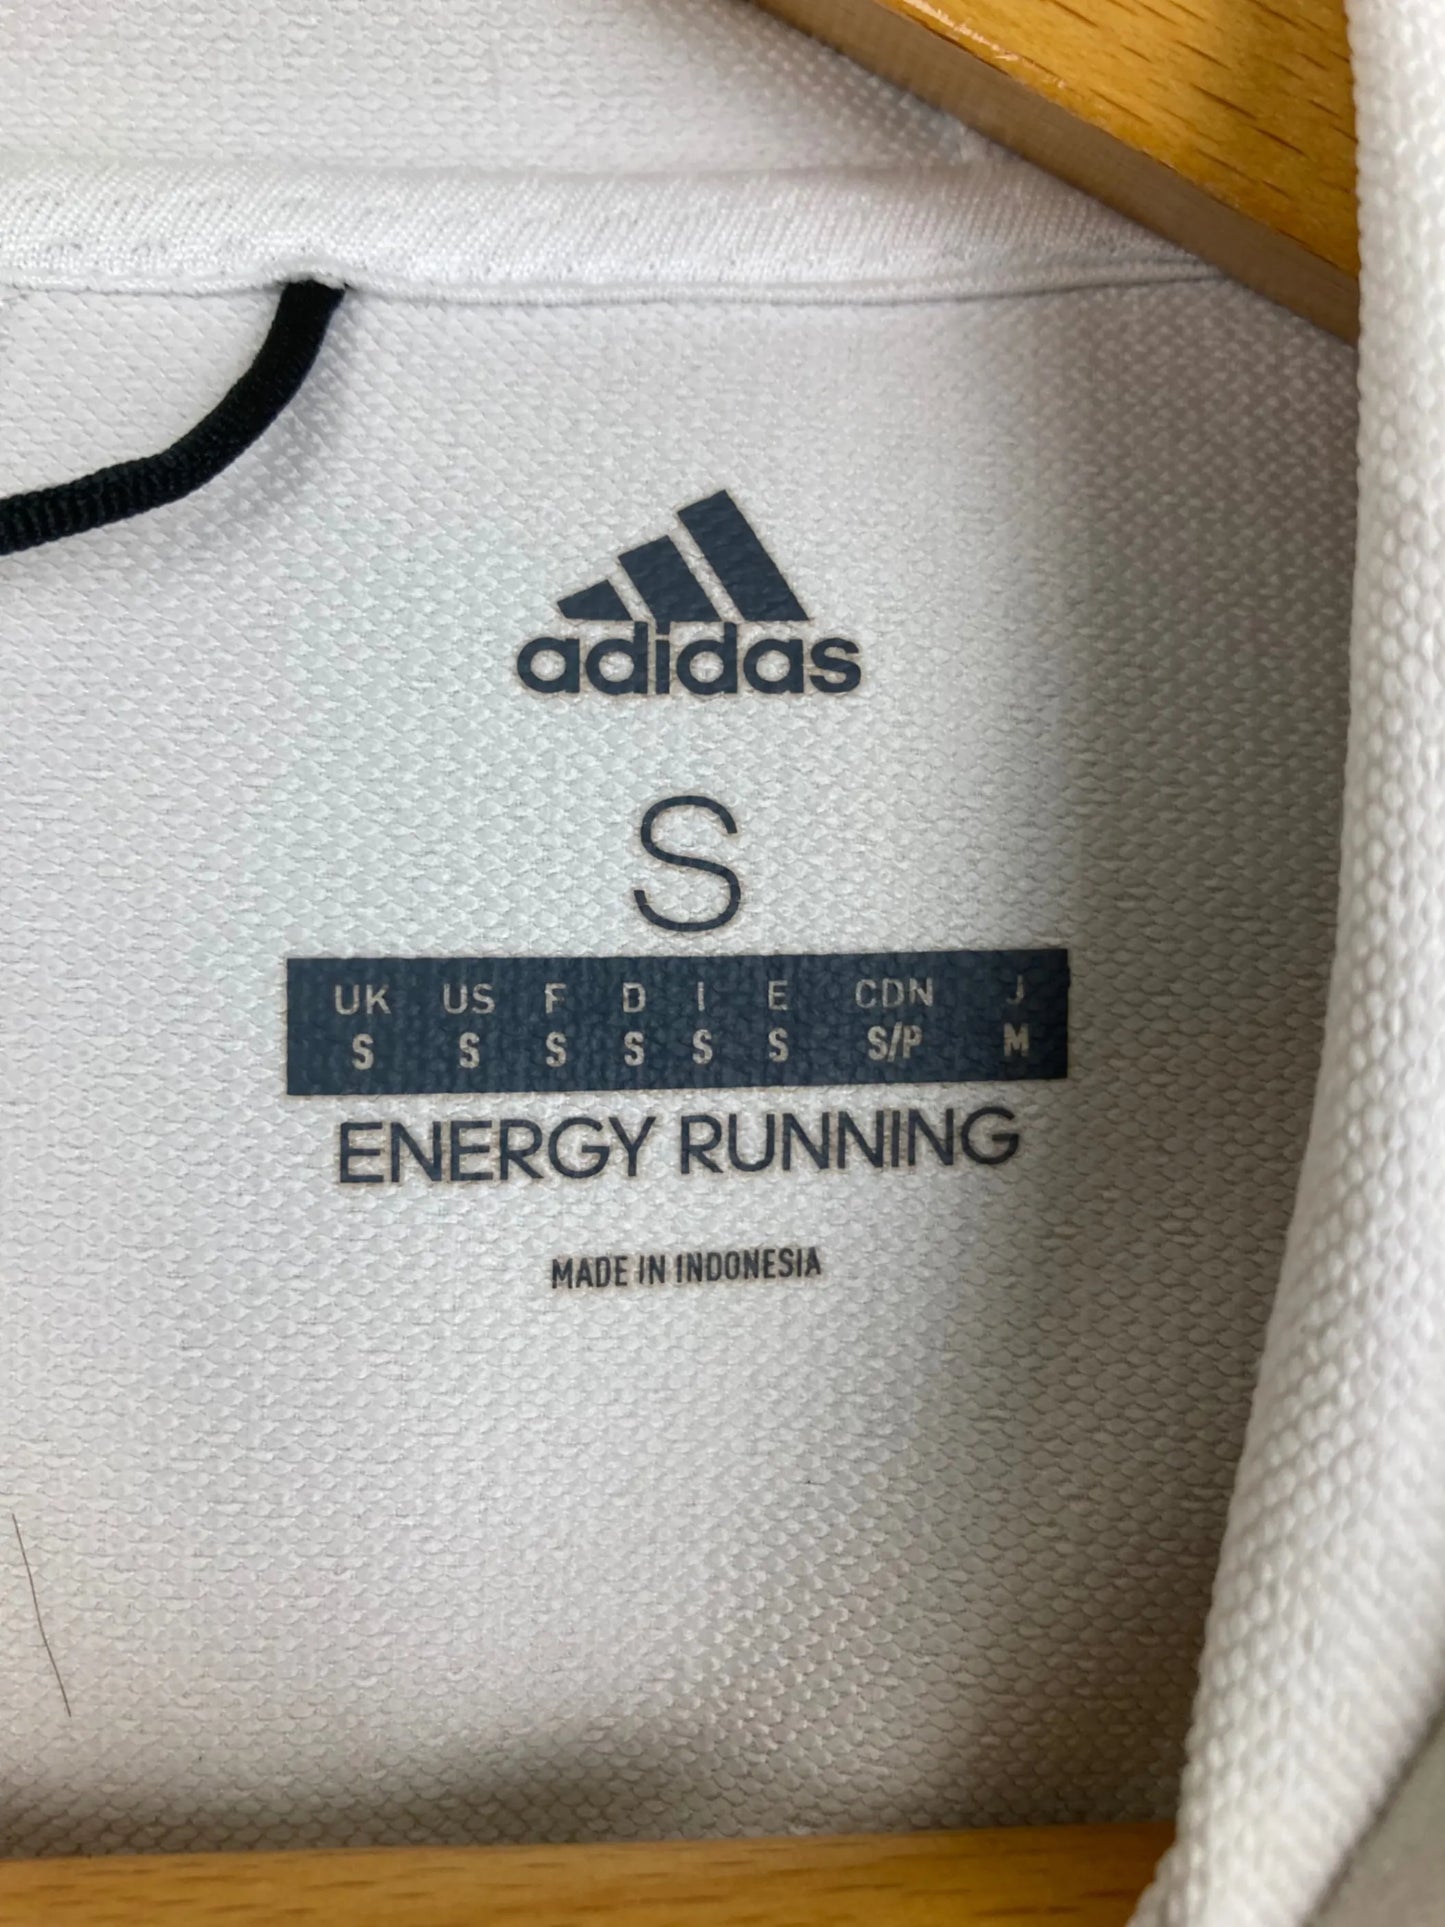 adidas
S
UK US F D I E CDN J
S S S S S S S/P M
ENERGY RUNNING
MADE IN INDONESIA